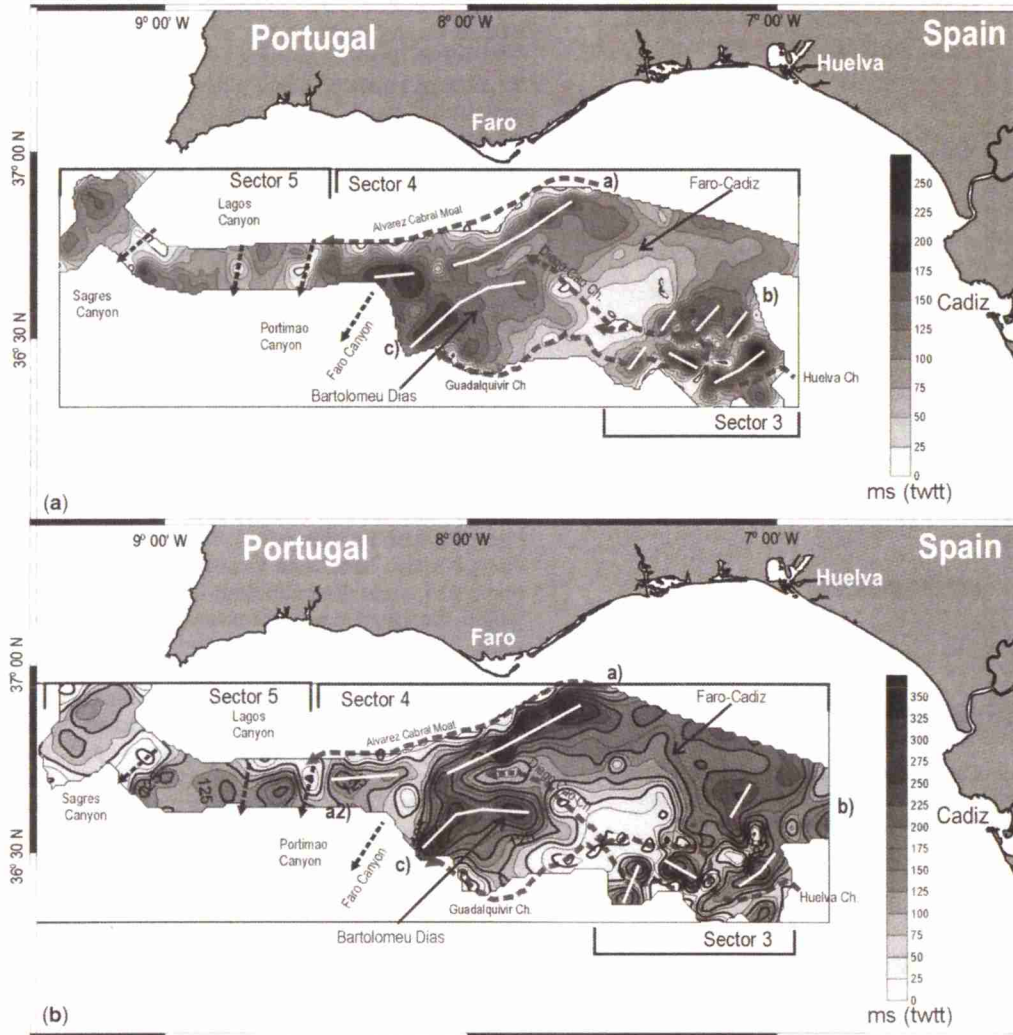 9° 00' W
8° 00' W
7° 00' W
Portugal
Spain
Huelva
Faro
37° 00 N
Sector 5
Sector 4
a)
Faro-Cadiz
250
225
200
175
150
125
100
75
50
25
0
Lagos
Canyon
Alvarez Cabral Moat
Cadiz
b)
Sagres
Canyon
Portimao
Canyon
Faro Canyon
36° 30 N
c)
Guadalquivir Ch
Huelva Ch
Bartolomeu Dias
Sector 3
ms (twtt)
(a)
9° 00' W
8° 00' W
7° 00' W
Portugal
Spain
Huelva
Faro
37° 00 N
Sector 5
Sector 4
a)
Faro-Cadiz
350
325
300
275
250
225
200
175
150
125
100
75
50
25
0
Lagos
Canyon
Alvarez Cabral Moat
125
Cadiz
Sagres
Canyon
a2)
b)
Portimao
Canyon
Faro Canyon
36° 30 N
c)
Guadalquivir Ch.
Huelva Ch.
Bartolomeu Dias
Sector 3
ms (twtt)
(b)